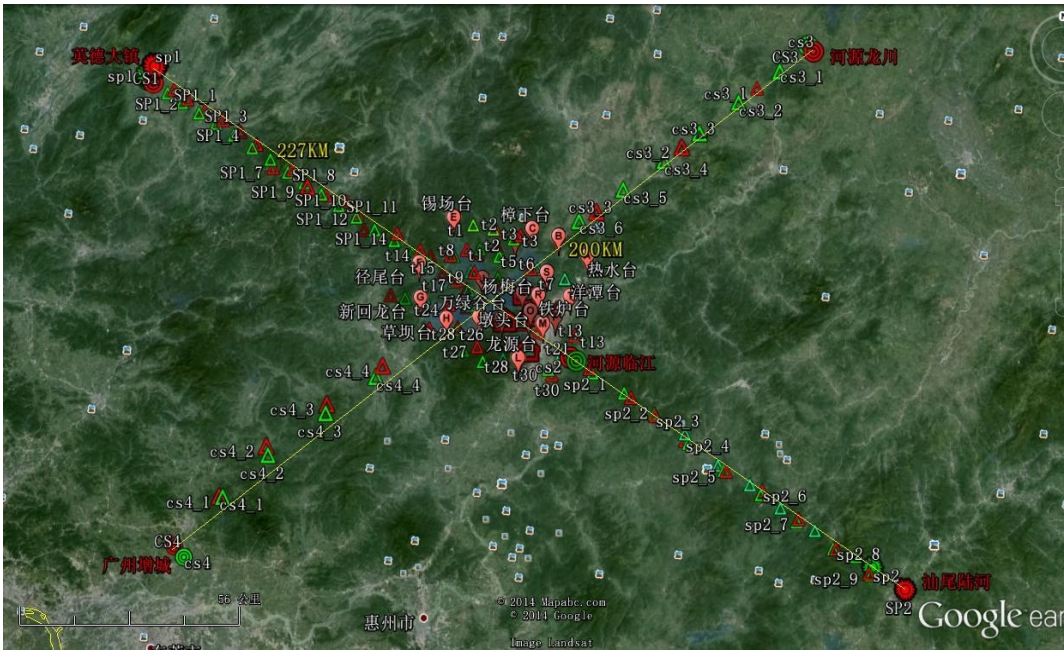 英德大镇
sp1
cs3
sp1
CS1
CS3
河源龙川
cs3_1
SP1_1
SP1_2
cs3_1
cs3_2
SP1_3
SP1_4
cs3_3
227KM
cs3_2
cs3_4
SP1_7
SP1_8
SP1_9
cs3_5
SP1_10
锡场台
E
SP1_11
SP1_12
樟下台
C
cs3_3
cs3_6
t1
t2
t3
t3
B
SP1_14
200KM
t14
t8
t1
t2
t5
t6
热水台
t15
径尾台
t17
t9
S
t7
杨梅台
洋潭台
G
t24
万绿谷台
R
新回龙台
铁炉台
H
草坝台
t28
t26
墩头台
M
t13
t13
t27
龙源台
t21
t28
L
t30
cs2
河源临江
t30
sp2_1
cs4_4
cs4_4
sp2_2
cs4_3
cs4_3
sp2_3
sp2_4
cs4_2
cs4_2
sp2_5
cs4_1
cs4_1
sp2_6
sp2_7
CS4
cs4
广州增城
sp2_8
sp2_9
sp2
汕尾陆河
SP2
56 公里
惠州市
© 2014 Mapabc.com
© 2014 Google
Image Landsat
Google ear